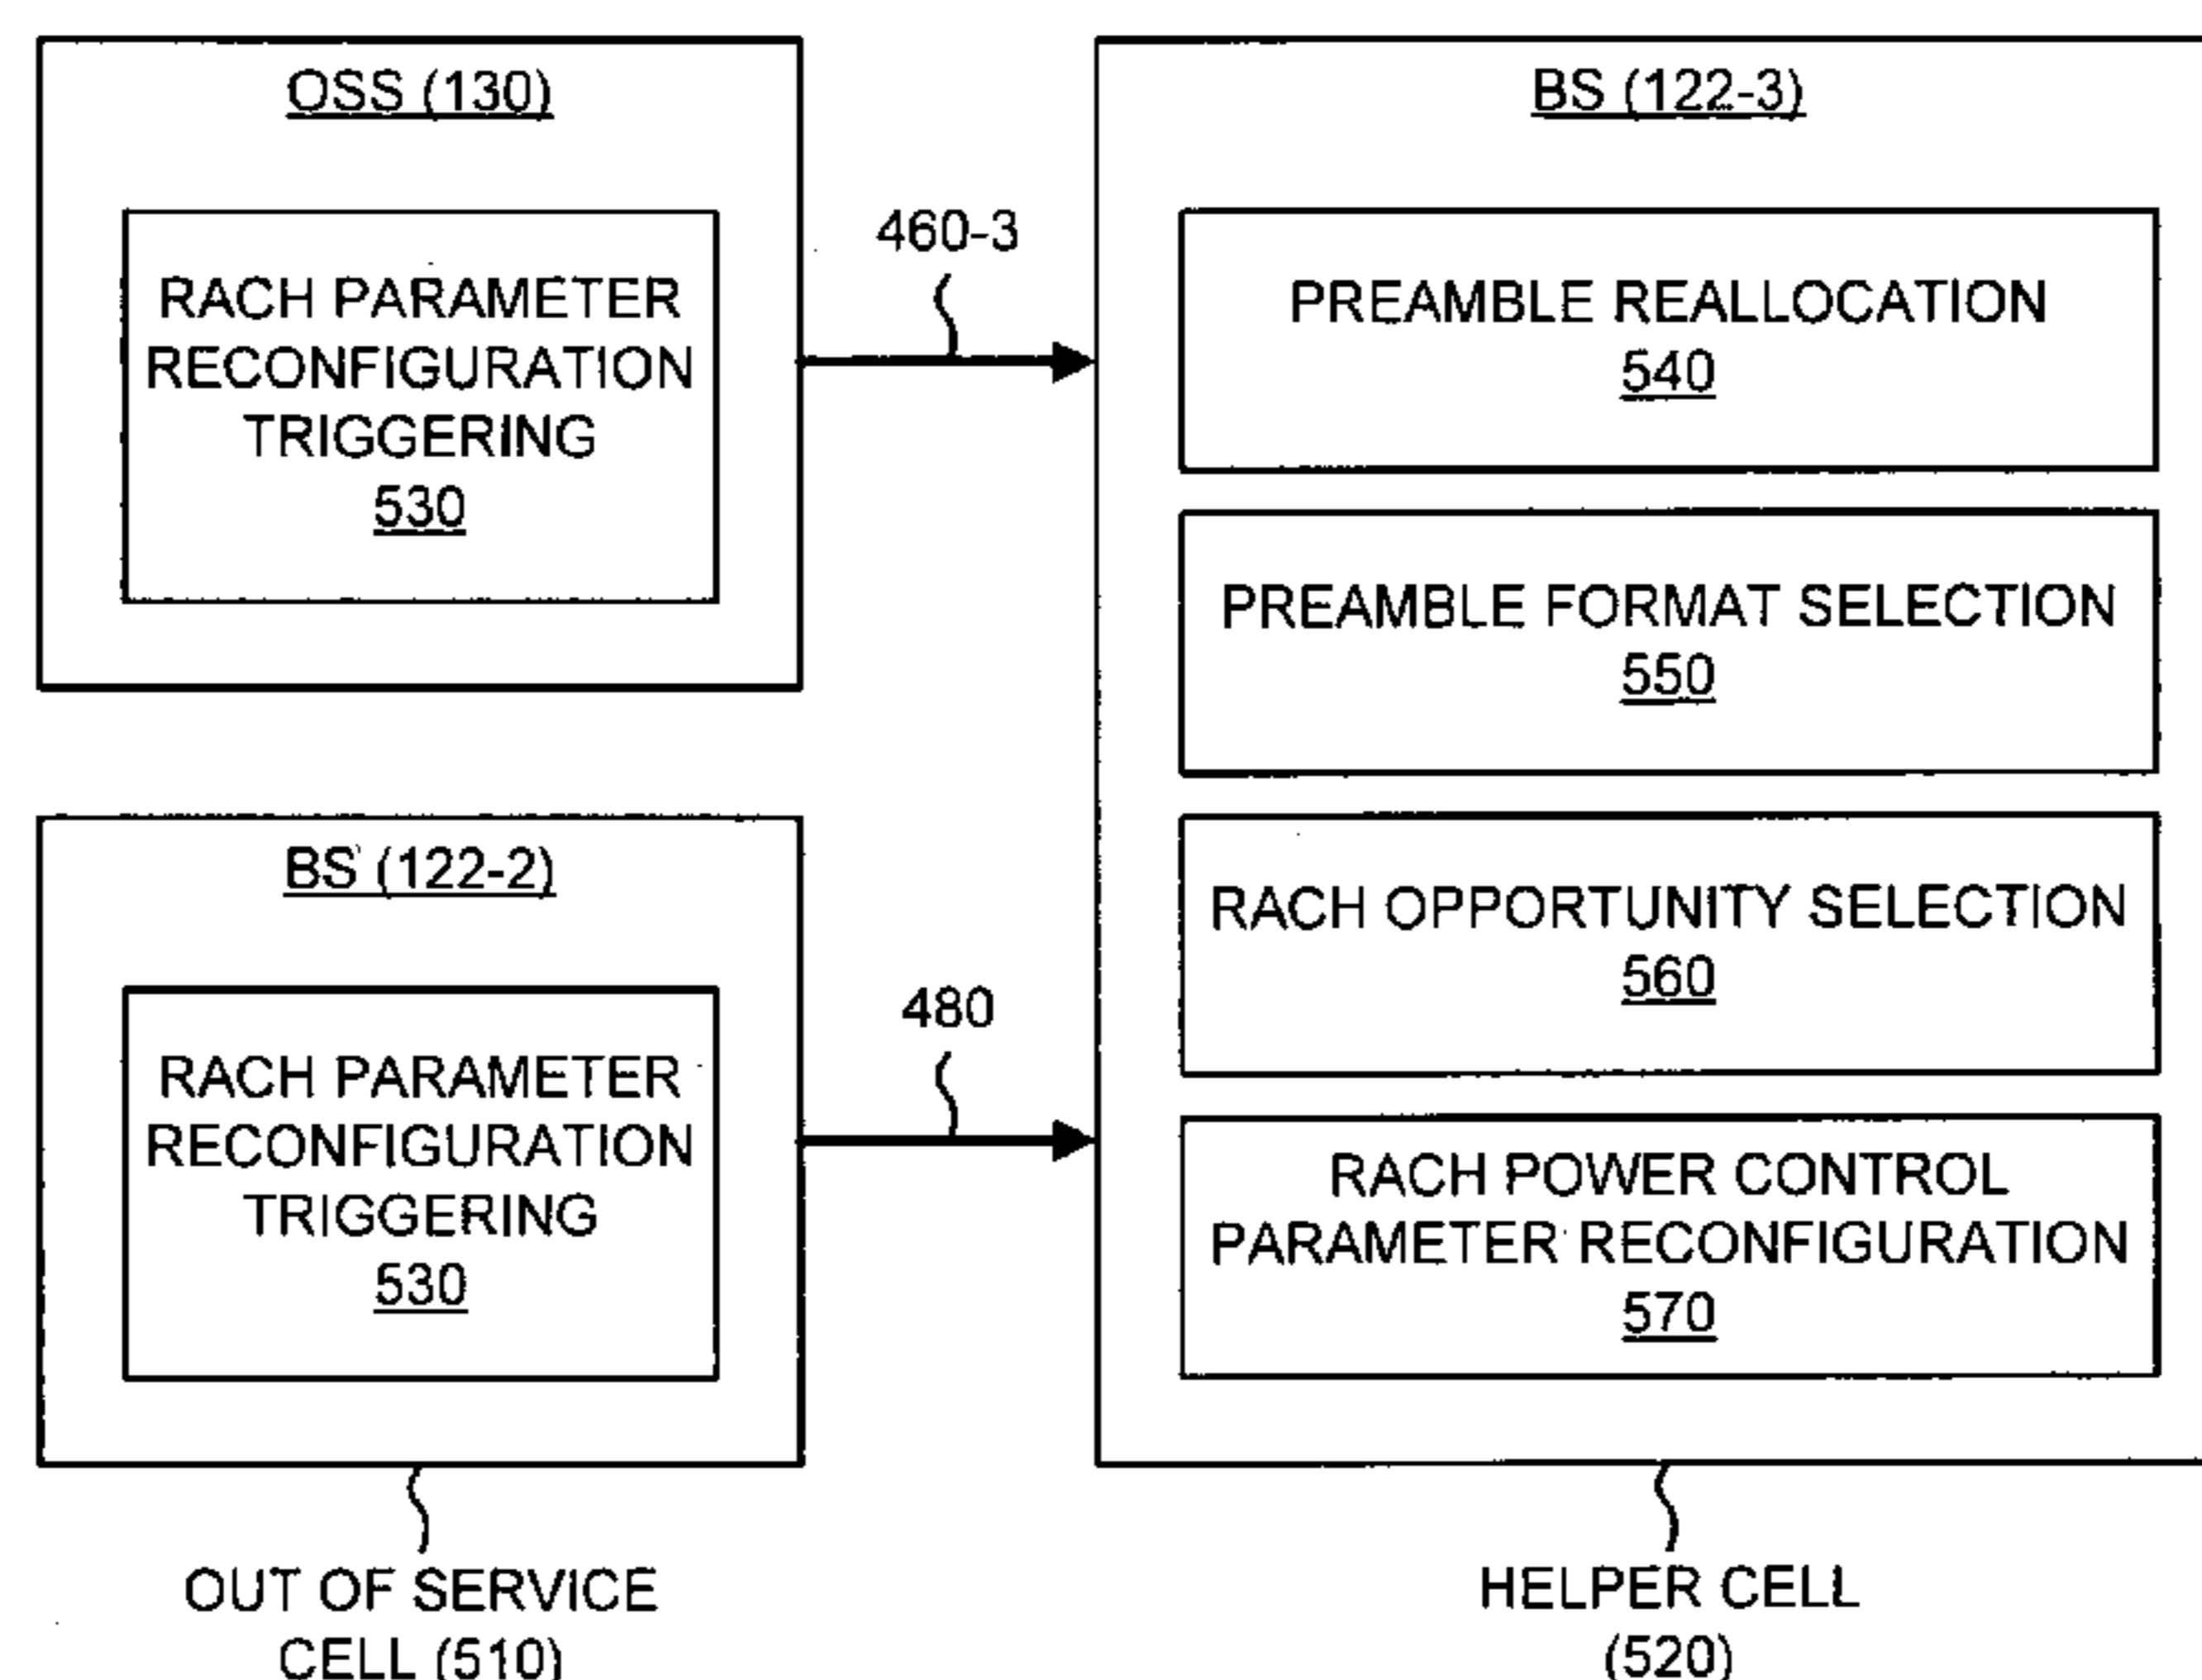 OSS (130)
RACH PARAMETER
RECONFIGURATION
TRIGGERING
530
460-3
BS (122-2)
RACH PARAMETER
RECONFIGURATION
TRIGGERING
530
480
OUT OF SERVICE
CELL (510)
BS (122-3)
PREAMBLE REALLOCATION
540
PREAMBLE FORMAT SELECTION
550
RACH OPPORTUNITY SELECTION
560
RACH POWER CONTROL
PARAMETER RECONFIGURATION
570
HELPER CELL
(520)